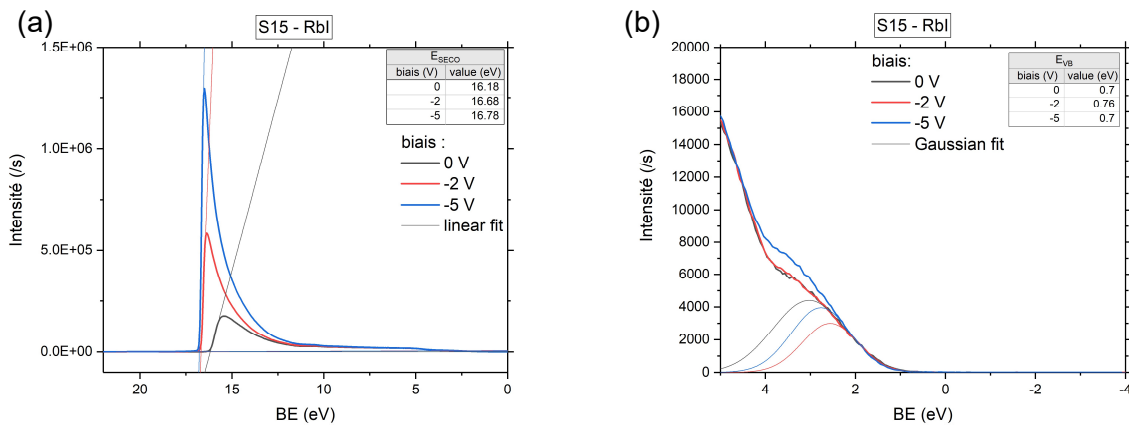 (a)
S15 - RbI
1.5E+06
1.0E+06
5.0E+05
0.0E+00
Intensité (/s)
20
15
10
5
0
BE (eV)
E_SECO
biais (V) value (eV)
0 16.18
-2 16.68
-5 16.78
biais :
0 V
-2 V
-5 V
linear fit
(b)
S15 - RbI
20000
18000
16000
14000
12000
10000
8000
6000
4000
2000
0
Intensité (/s)
4
2
0
-2
-4
BE (eV)
biais:
0 V
-2 V
-5 V
Gaussian fit
E_VB
biais (V) value (eV)
0 0.7
-2 0.76
-5 0.7